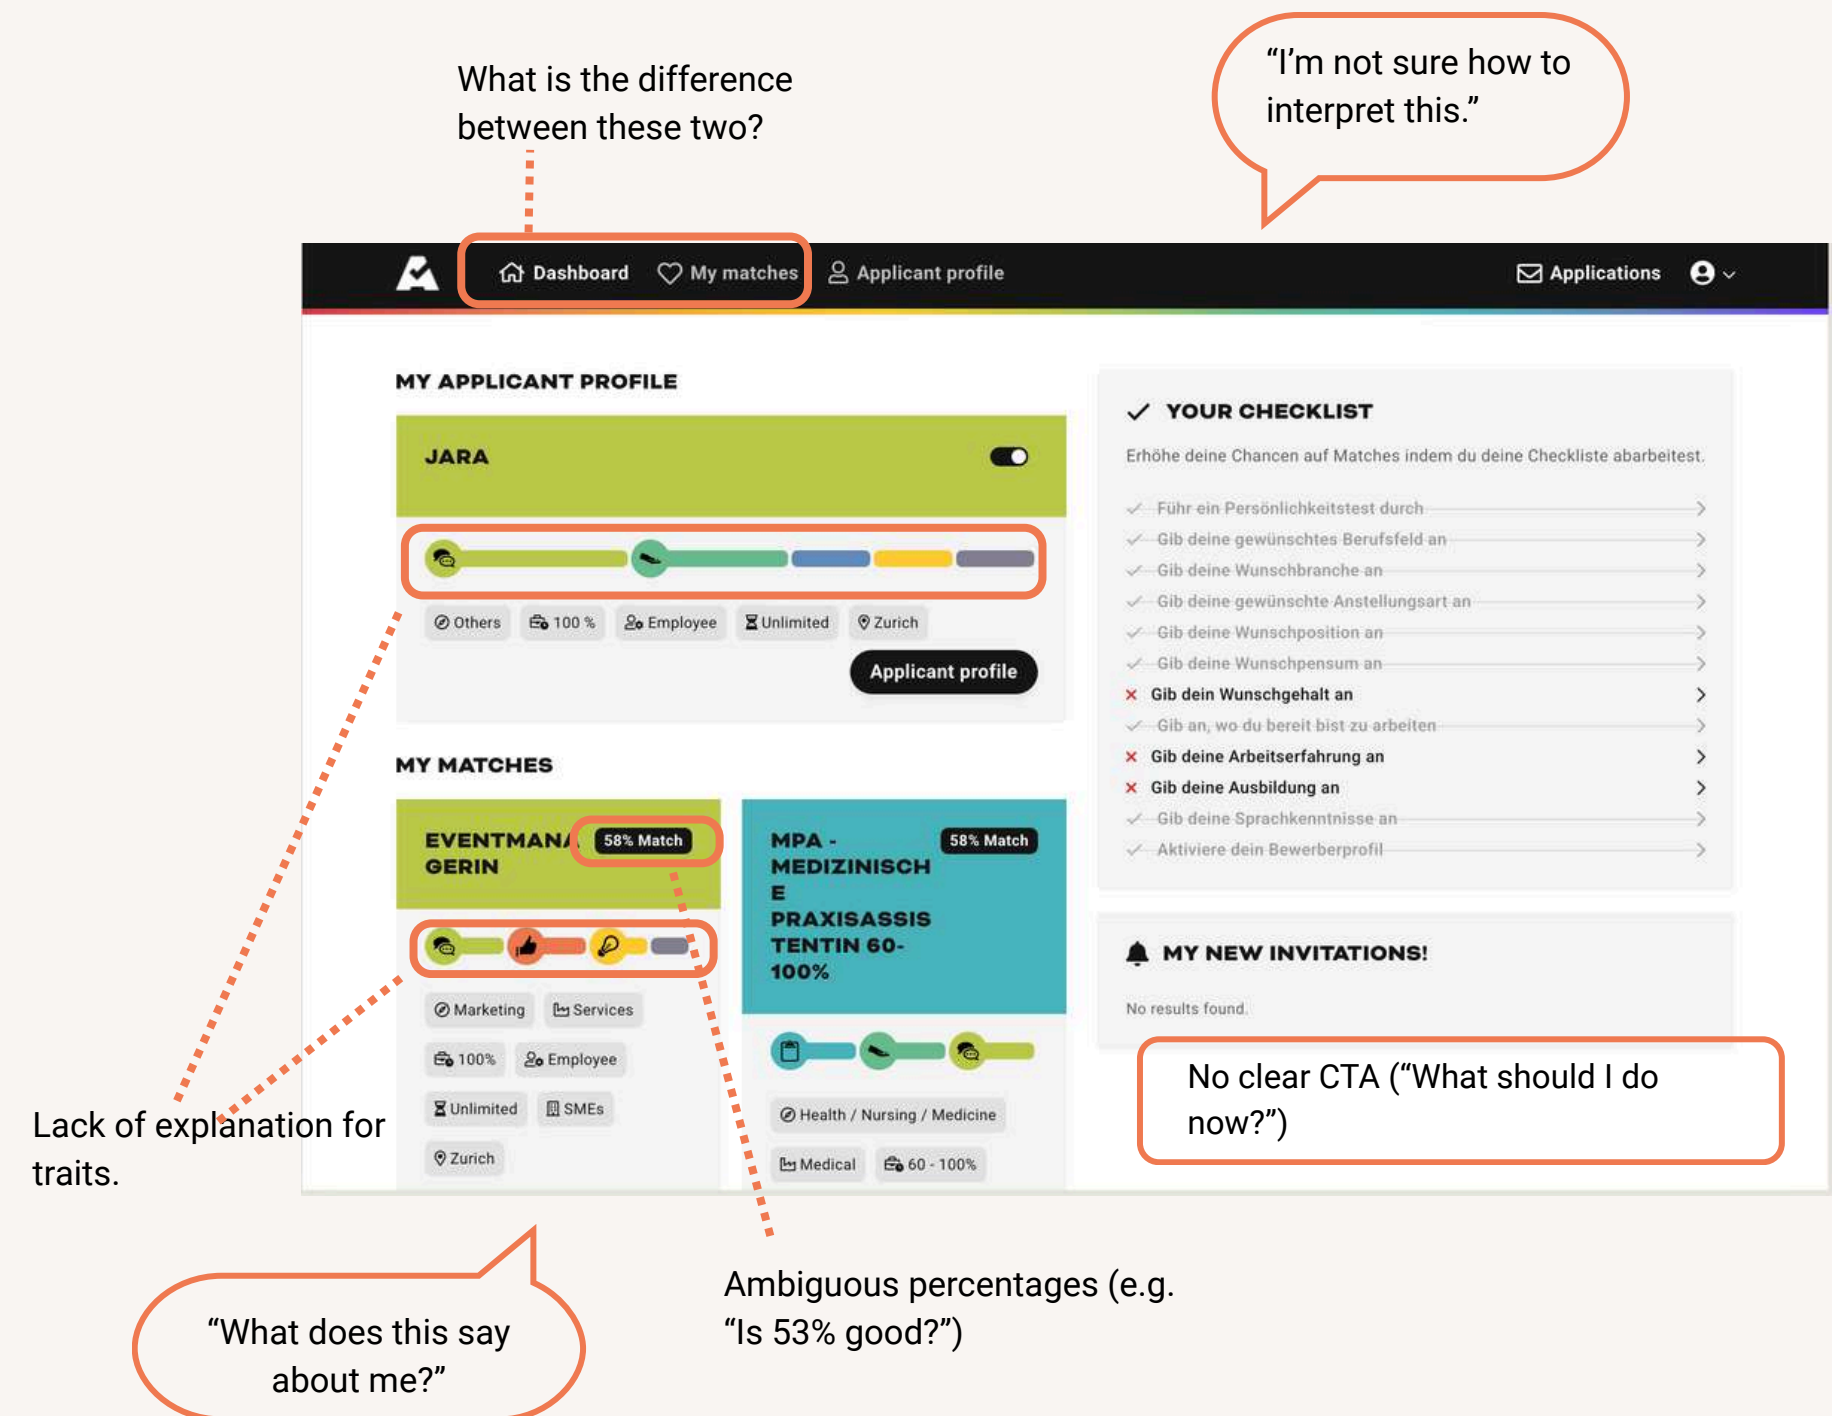 What is the difference
between these two?
“I’m not sure how to
interpret this.”
Dashboard
My matches
Applicant profile
Applications
MY APPLICANT PROFILE
JARA
Others
100 %
Employee
Unlimited
Zurich
Applicant profile
YOUR CHECKLIST
Erhöhe deine Chancen auf Matches indem du deine Checkliste abarbeitest.
Führ ein Persönlichkeitstest durch
Gib deine gewünschtes Berufsfeld an
Gib deine Wunschbranche an
Gib deine gewünschte Anstellungsart an
Gib deine Wunschposition an
Gib deine Wunschpensum an
Gib dein Wunschgehalt an
Gib an, wo du bereit bist zu arbeiten
Gib deine Arbeitserfahrung an
Gib deine Ausbildung an
Gib deine Sprachkenntnisse an
Aktiviere dein Bewerberprofil
MY MATCHES
EVENTMANA
GERIN
58% Match
Marketing
Services
100%
Employee
Unlimited
SMEs
Zurich
MPA -
MEDIZINISCH
E
PRAXISASSIS
TENTIN 60-
100%
58% Match
Health / Nursing / Medicine
Medical
60 - 100%
MY NEW INVITATIONS!
No results found.
No clear CTA (“What should I do
now?”)
Lack of explanation for
traits.
“What does this say
about me?”
Ambiguous percentages (e.g.
“Is 53% good?”)